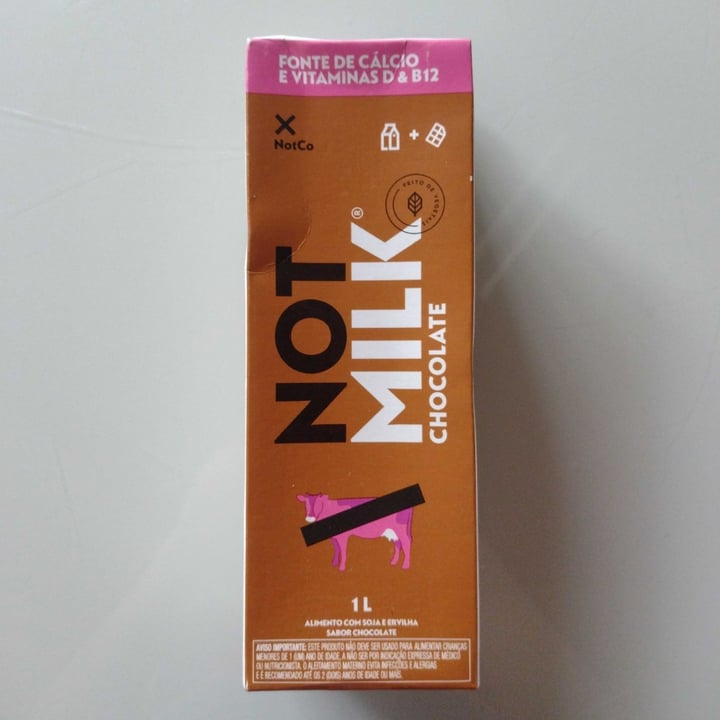 FONTE DE CÁLCIO
E VITAMINAS D & B12
NotCo
FEITO DE VEGETAIS
NOT
MILK®
CHOCOLATE
1 L
ALIMENTO COM SOJA E ERVILHA
SABOR CHOCOLATE
AVISO IMPORTANTE: ESTE PRODUTO NÃO DEVE SER USADO PARA ALIMENTAR CRIANÇAS
MENORES DE 1 (UM) ANO DE IDADE, A NÃO SER POR INDICAÇÃO EXPRESSA DE MÉDICO
OU NUTRICIONISTA. O ALEITAMENTO MATERNO EVITA INFECÇÕES E ALERGIAS
E É RECOMENDADO ATÉ OS 2 (DOIS) ANOS DE IDADE OU MAIS.